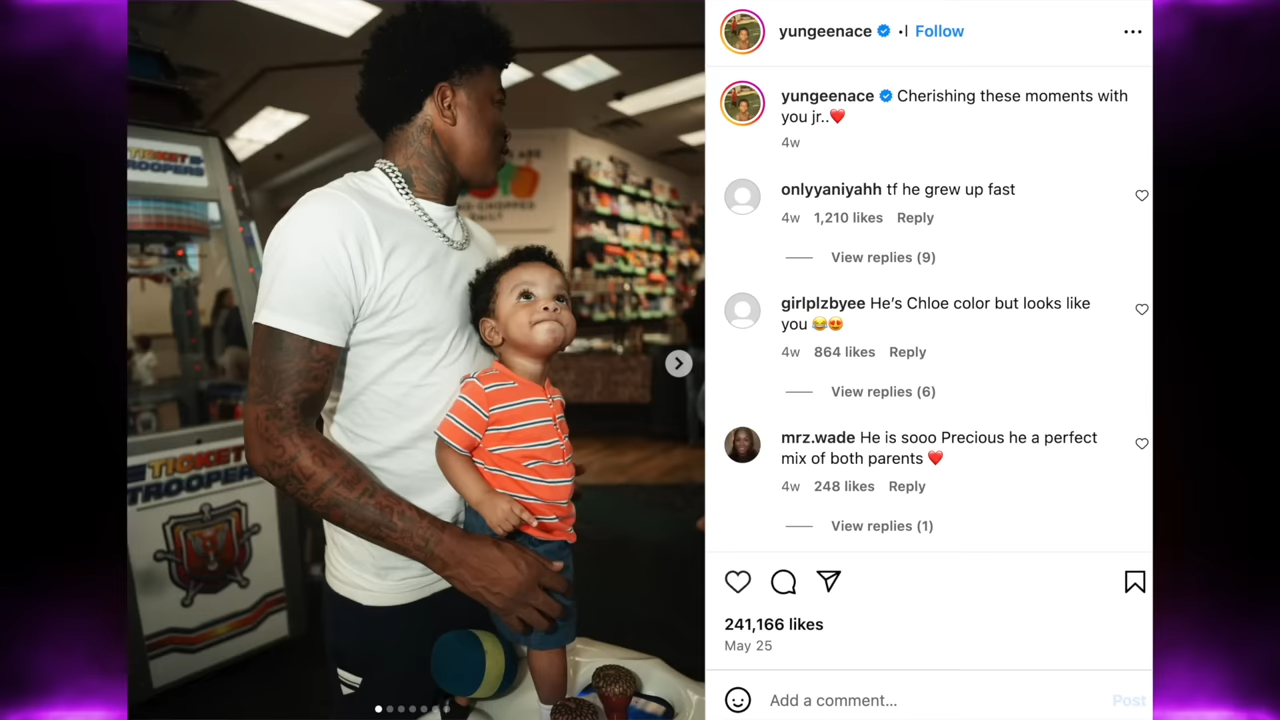 yungeenace • Follow
yungeenace Cherishing these moments with
you jr..❤️
4w
onlyyaniyahh tf he grew up fast
4w 1,210 likes Reply
View replies (9)
girlplzbyee He's Chloe color but looks like
you 😂😍
4w 864 likes Reply
View replies (6)
mrz.wade He is sooo Precious he a perfect
mix of both parents ❤️
4w 248 likes Reply
View replies (1)
241,166 likes
May 25
Add a comment... Post
TICKET
TROOPERS
TICKET
TROOPERS